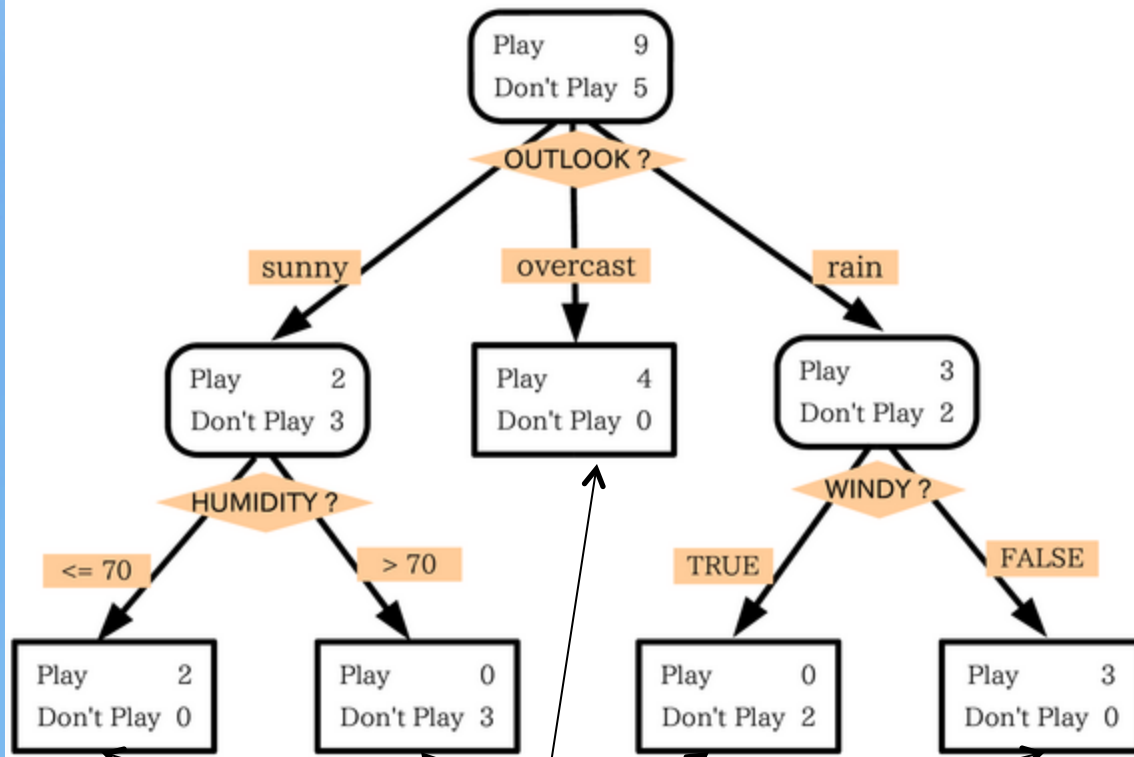 Play 9
Don't Play 5
OUTLOOK ?
sunny
overcast
rain
Play 2
Don't Play 3
Play 4
Don't Play 0
Play 3
Don't Play 2
HUMIDITY ?
WINDY ?
<= 70
> 70
TRUE
FALSE
Play 2
Don't Play 0
Play 0
Don't Play 3
Play 0
Don't Play 2
Play 3
Don't Play 0